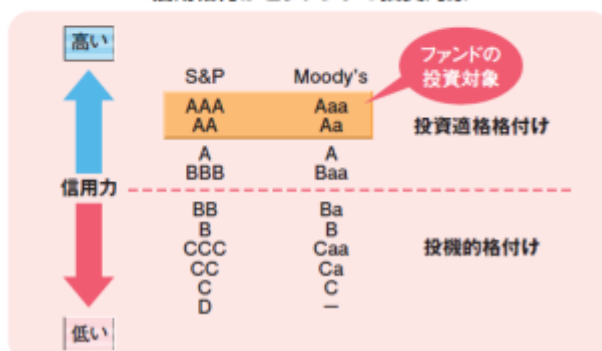 高い
ファンドの
投資対象
S&P Moody's
AAA Aaa
AA Aa
投資適格格付け
A A
BBB Baa
信用力
BB Ba
B B
CCC Caa
投機的格付け
CC Ca
C C
D −
低い